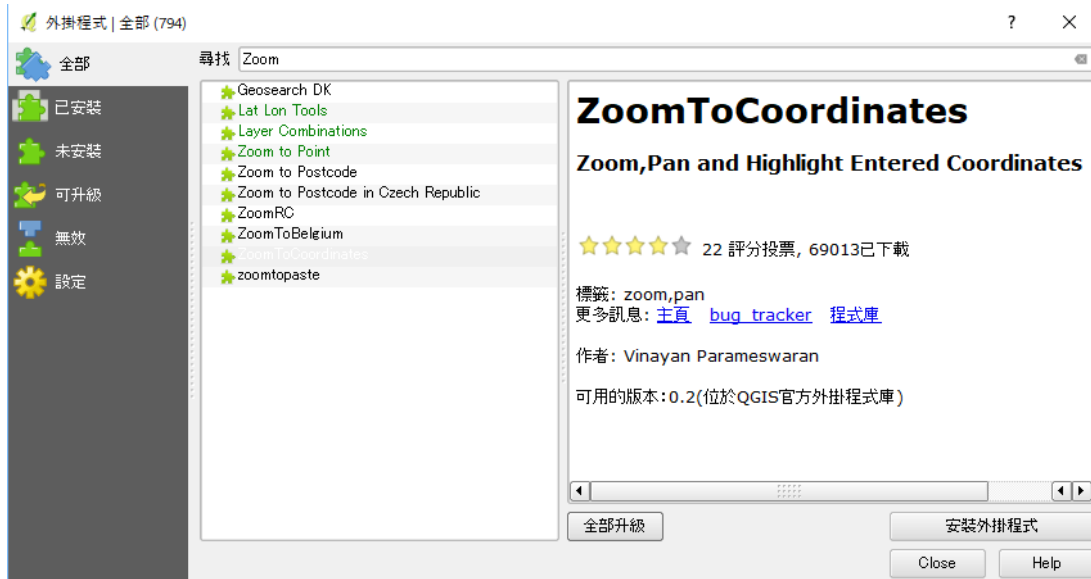 外掛程式 | 全部 (794)
?
全部
已安裝
未安裝
可升級
無效
設定
尋找 Zoom
Geosearch DK
Lat Lon Tools
Layer Combinations
Zoom to Point
Zoom to Postcode
Zoom to Postcode in Czech Republic
ZoomRC
ZoomToBelgium
ZoomToCoordinates
zoomtopaste
ZoomToCoordinates
Zoom,Pan and Highlight Entered Coordinates
22 評分投票, 69013已下載
標籤: zoom,pan
更多訊息: 主頁 bug tracker 程式庫
作者: Vinayan Parameswaran
可用的版本:0.2(位於QGIS官方外掛程式庫)
全部升級
安裝外掛程式
Close
Help